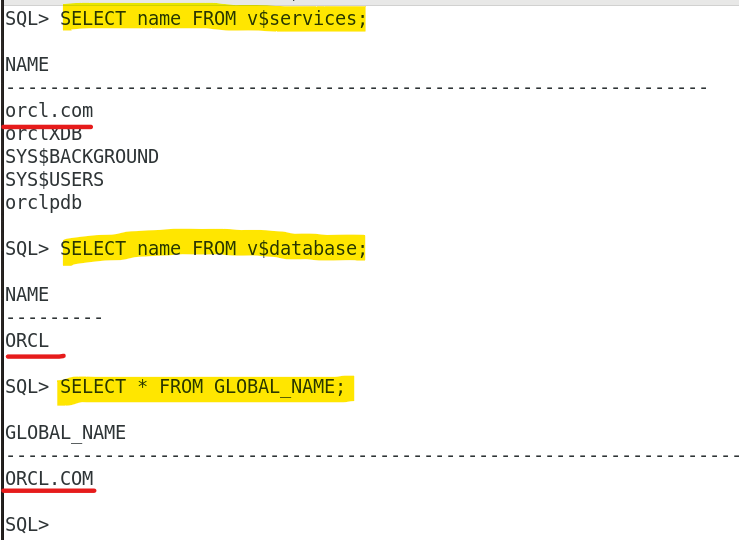 SQL> SELECT name FROM v$services;
NAME
----------------------------------------------------------------
orcl.com
orclXDB
SYS$BACKGROUND
SYS$USERS
orclpdb
SQL> SELECT name FROM v$database;
NAME
---------
ORCL
SQL> SELECT * FROM GLOBAL_NAME;
GLOBAL_NAME
-------------------------------------------------------------------
ORCL.COM
SQL>